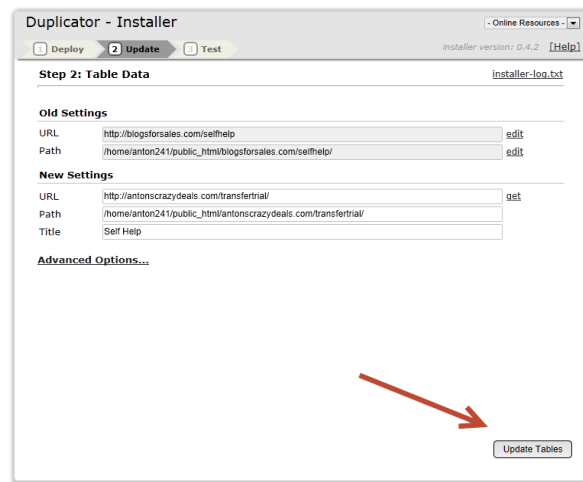 Duplicator - Installer
- Online Resources -
1 Deploy 2 Update 3 Test installer version: 0.4.2 [Help]
Step 2: Table Data installer-log.txt
Old Settings
URL http://blogsforsales.com/selfhelp edit
Path /home/anton241/public_html/blogsforsales.com/selfhelp/ edit
New Settings
URL http://antonscrazydeals.com/transfertrial/ get
Path /home/anton241/public_html/antonscrazydeals.com/transfertrial/
Title Self Help
Advanced Options...
Update Tables